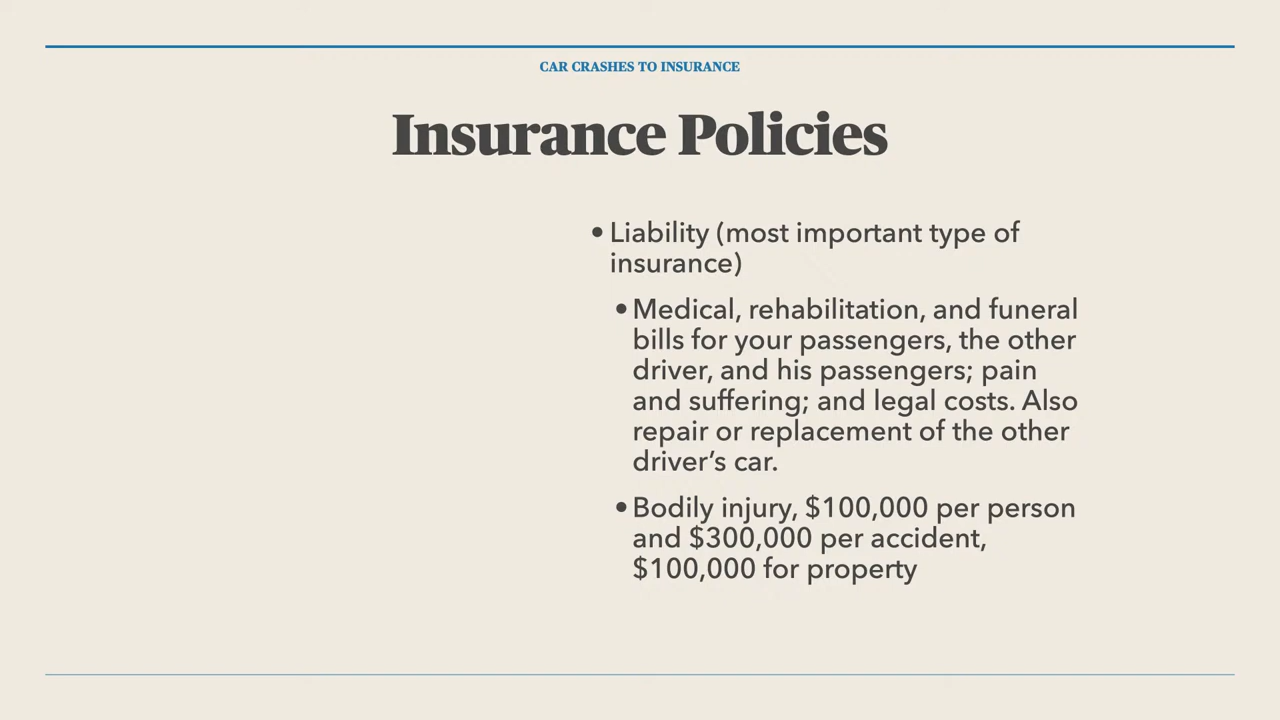 CAR CRASHES TO INSURANCE
Insurance Policies
• Liability (most important type of
insurance)
• Medical, rehabilitation, and funeral
bills for your passengers, the other
driver, and his passengers; pain
and suffering; and legal costs. Also
repair or replacement of the other
driver’s car.
• Bodily injury, $100,000 per person
and $300,000 per accident,
$100,000 for property